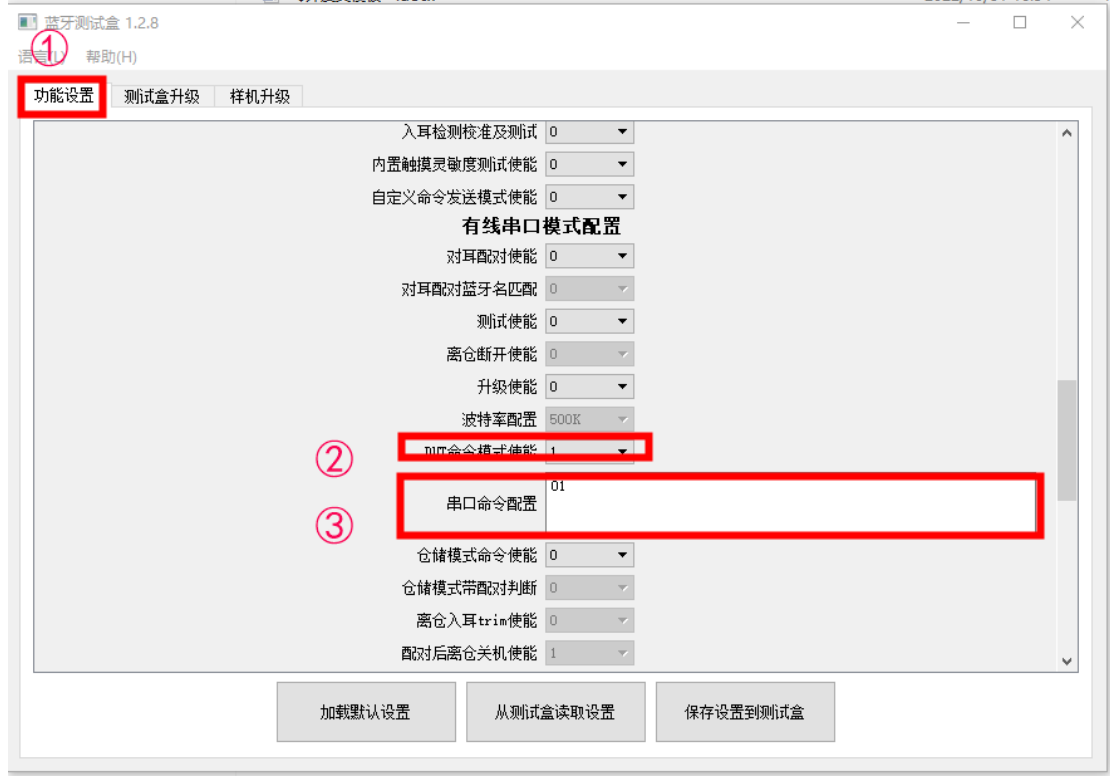 蓝牙测试盒 1.2.8
①
语言(L) 帮助(H)
功能设置 测试盒升级 样机升级
入耳检测校准及测试 0
内置触摸灵敏度测试使能 0
自定义命令发送模式使能 0
有线串口模式配置
对耳配对使能 0
对耳配对蓝牙名匹配 0
测试使能 0
离仓断开使能 0
升级使能 0
波特率配置 500K
② DUT命令模式使能 1
01
③ 串口命令配置
仓储模式命令使能 0
仓储模式带配对判断 0
离仓入耳trim使能 0
配对后离仓关机使能 1
加载默认设置 从测试盒读取设置 保存设置到测试盒